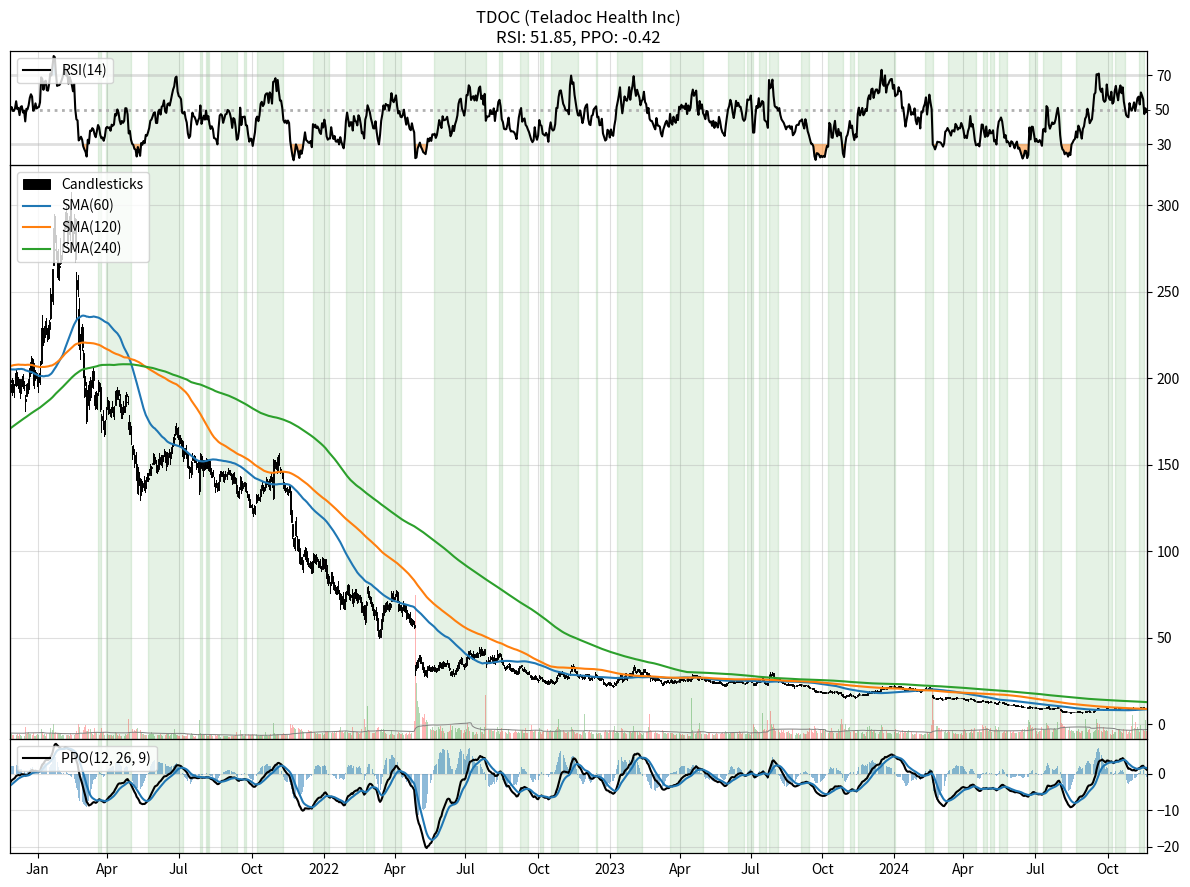 TDOC (Teladoc Health Inc)
RSI: 51.85, PPO: -0.42
RSI(14)
70
50
30
Candlesticks
SMA(60)
SMA(120)
SMA(240)
300
250
200
150
100
50
0
PPO(12, 26, 9)
0
−10
−20
Jan Apr Jul Oct 2022 Apr Jul Oct 2023 Apr Jul Oct 2024 Apr Jul Oct